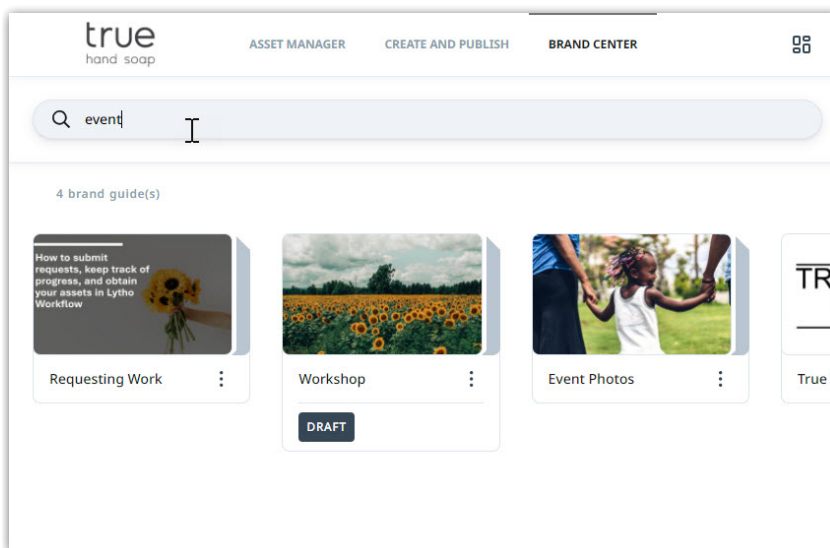 true
hand soap
ASSET MANAGER
CREATE AND PUBLISH
BRAND CENTER
event
4 brand guide(s)
How to submit
requests, keep track of
progress, and obtain
your assets in Lytho
Workflow
TR
Requesting Work
Workshop
Event Photos
True
DRAFT